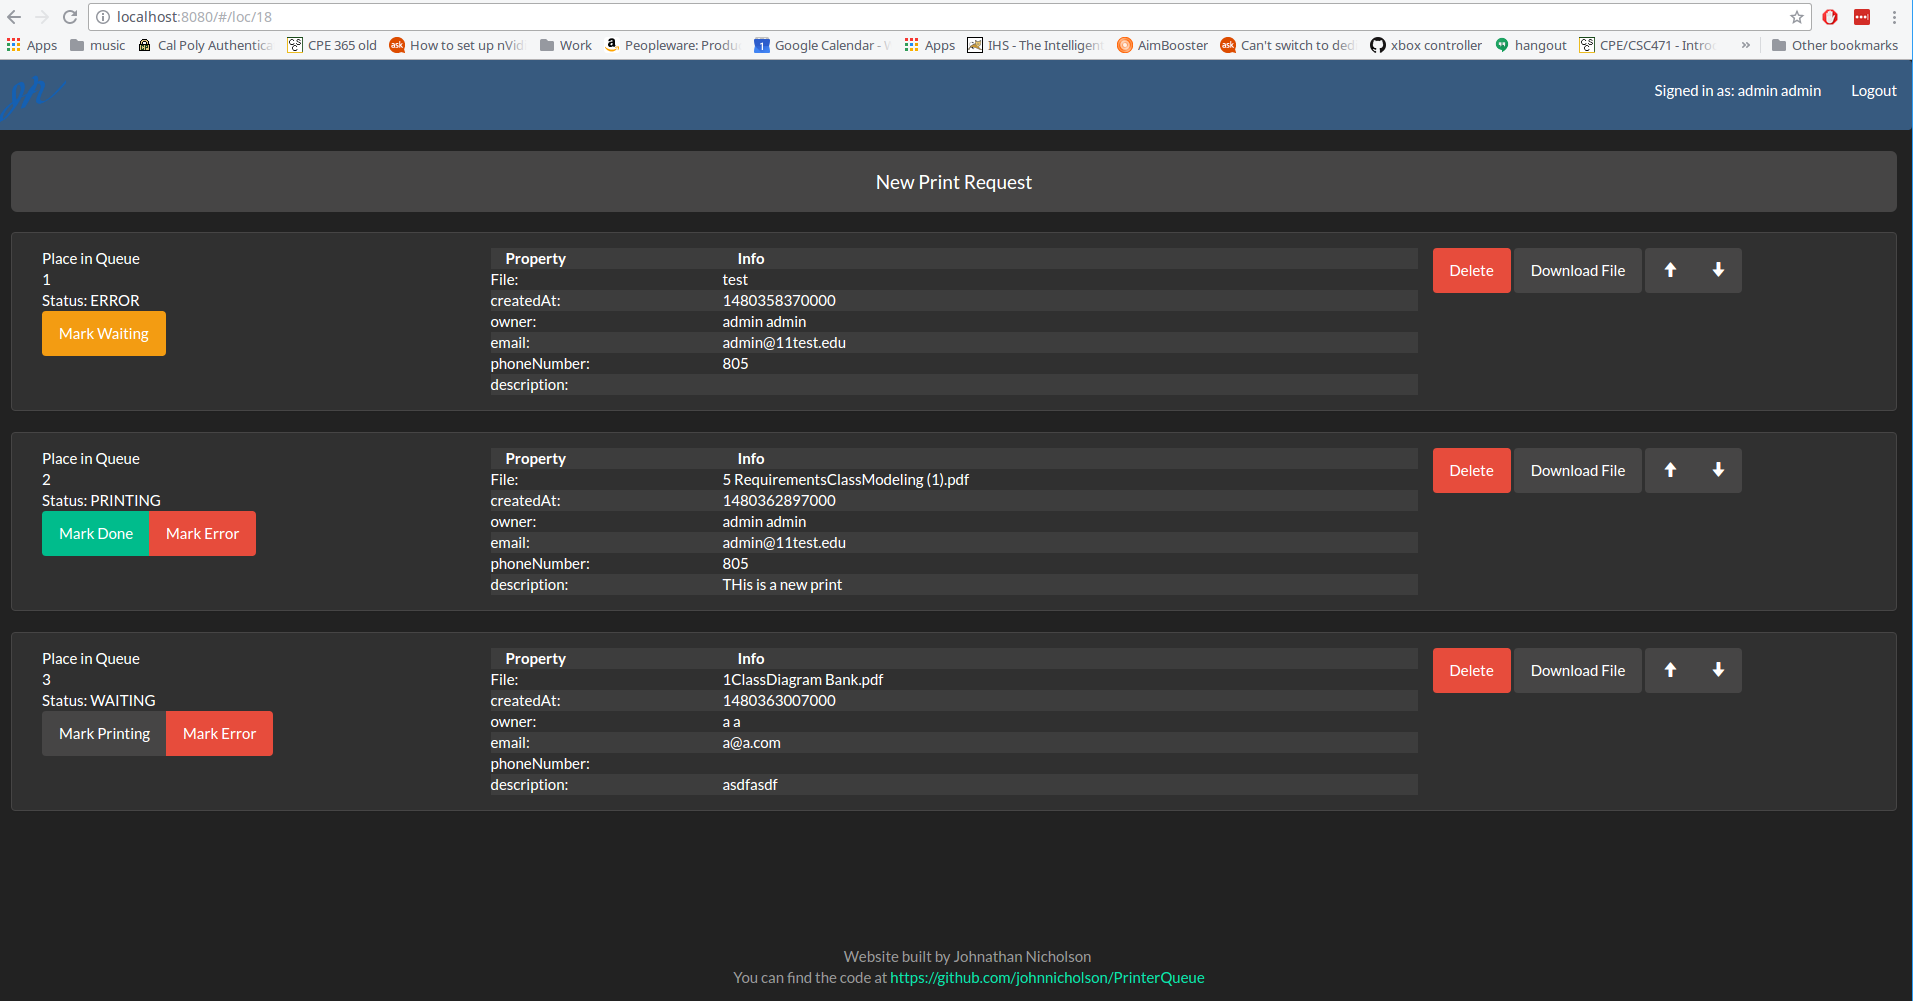 localhost:8080/#/loc/18
Apps music Cal Poly Authentica CPE 365 old How to set up nVid Work Peopleware: Produ Google Calendar - W Apps IHS - The Intelligent AimBooster Can't switch to ded xbox controller hangout CPE/CSC471 - Intro » Other bookmarks
Signed in as: admin admin Logout
New Print Request
Place in Queue
1
Status: ERROR
Mark Waiting
Property Info
File: test
createdAt: 1480358370000
owner: admin admin
email: admin@11test.edu
phoneNumber: 805
description:
Delete Download File
Place in Queue
2
Status: PRINTING
Mark Done Mark Error
Property Info
File: 5 RequirementsClassModeling (1).pdf
createdAt: 1480362897000
owner: admin admin
email: admin@11test.edu
phoneNumber: 805
description: THis is a new print
Delete Download File
Place in Queue
3
Status: WAITING
Mark Printing Mark Error
Property Info
File: 1ClassDiagram Bank.pdf
createdAt: 1480363007000
owner: a a
email: a@a.com
phoneNumber:
description: asdfasdf
Delete Download File
Website built by Johnathan Nicholson
You can find the code at https://github.com/johnnicholson/PrinterQueue